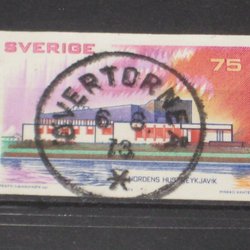 SVERIGE 75
ÖVERTORNEÅ
73
NORDENS HUS REYKJAVIK